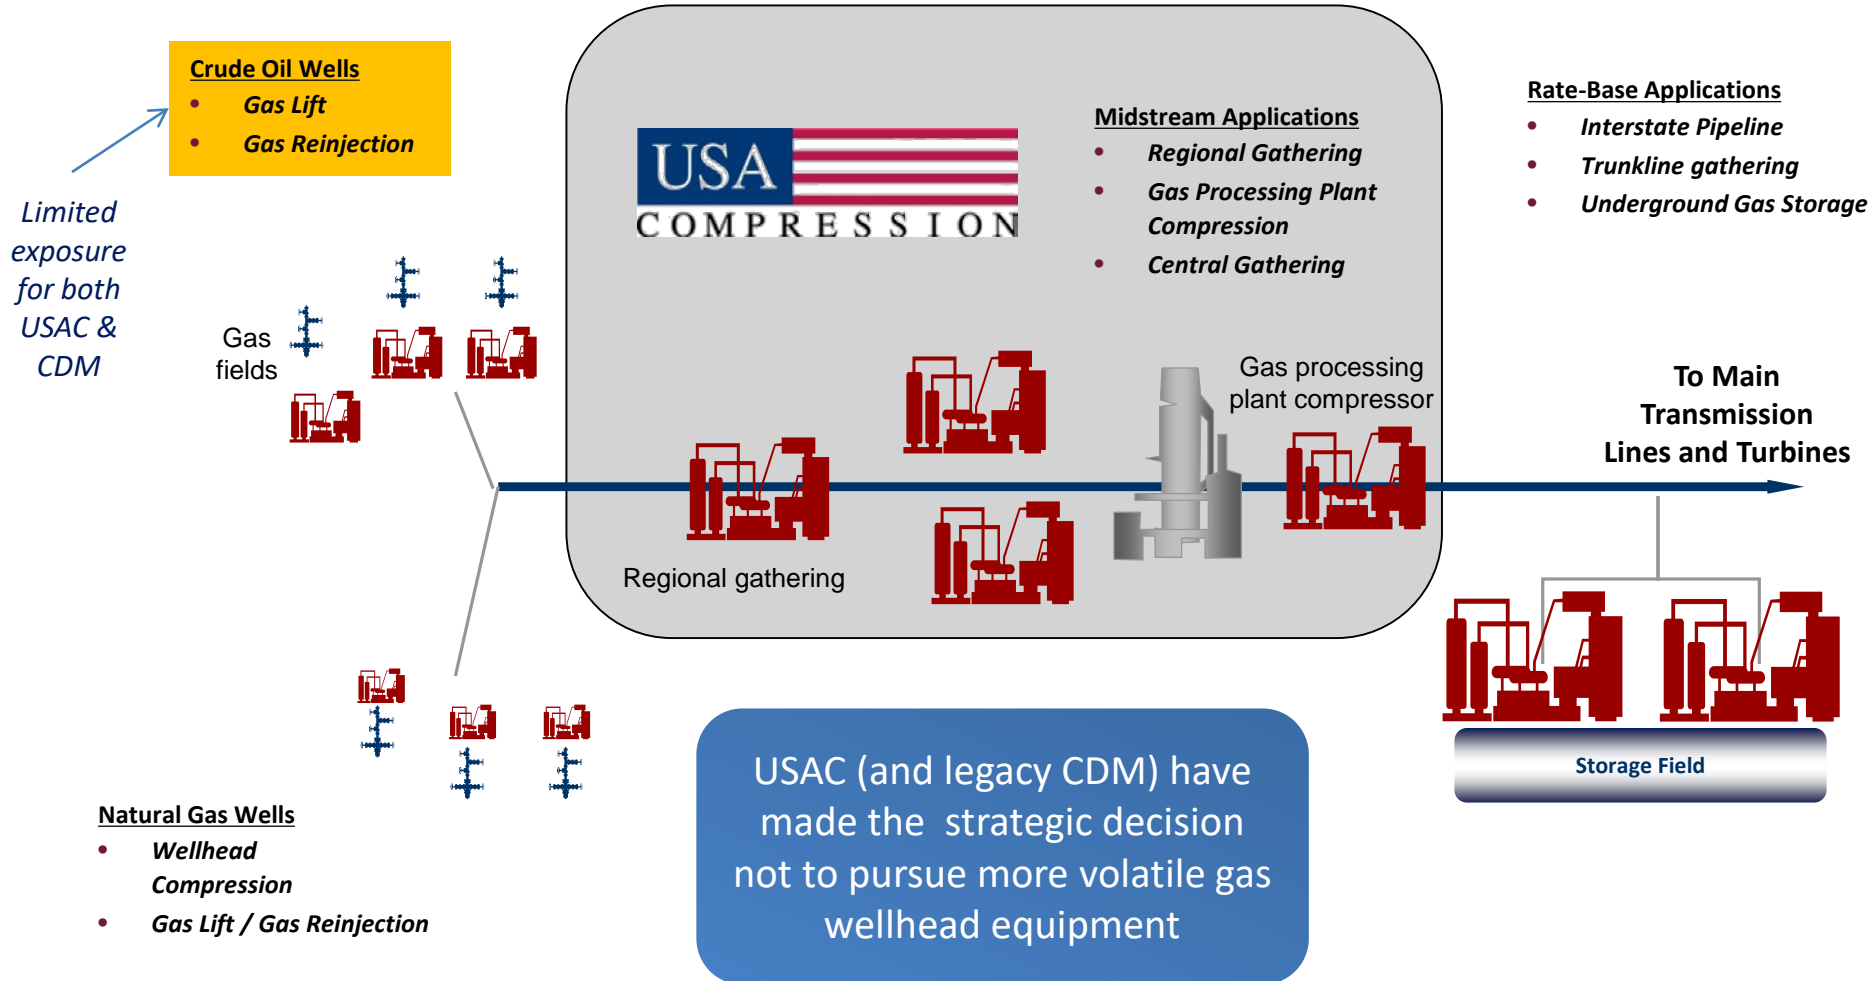 Crude Oil Wells
• Gas Lift
• Gas Reinjection
Limited
exposure
for both
USAC &
CDM
USA
COMPRESSION
Midstream Applications
• Regional Gathering
• Gas Processing Plant
Compression
• Central Gathering
Rate-Base Applications
• Interstate Pipeline
• Trunkline gathering
• Underground Gas Storage
Gas
fields
Gas processing
plant compressor
To Main
Transmission
Lines and Turbines
Regional gathering
Storage Field
USAC (and legacy CDM) have
made the  strategic decision
not to pursue more volatile gas
wellhead equipment
Natural Gas Wells
• Wellhead
Compression
• Gas Lift / Gas Reinjection